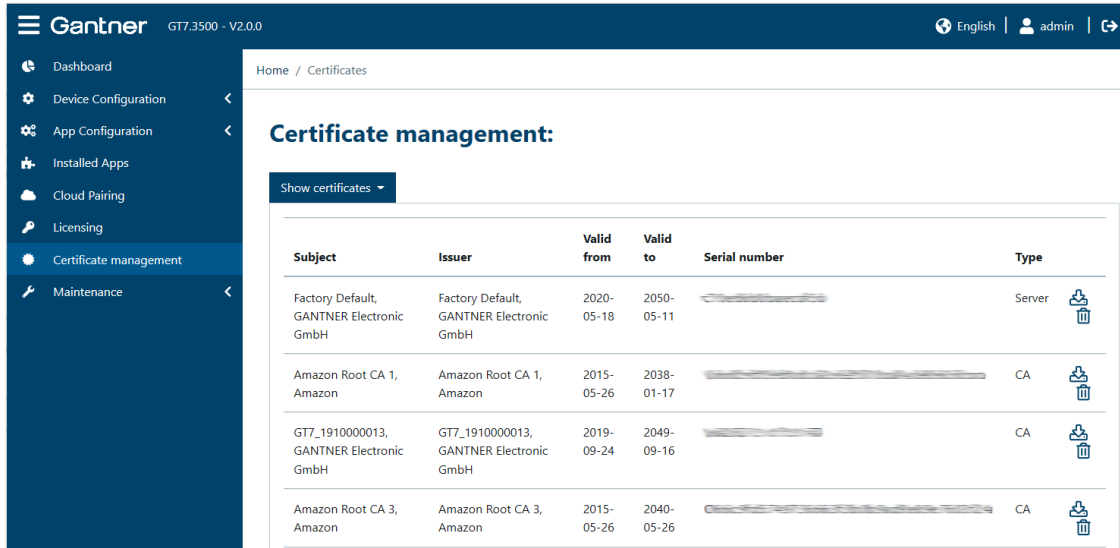 Gantner GT7.3500 - V2.0.0 English admin
Dashboard
Device Configuration
App Configuration
Installed Apps
Cloud Pairing
Licensing
Certificate management
Maintenance
Home / Certificates
Certificate management:
Show certificates
Subject Issuer Valid from Valid to Serial number Type
Factory Default, Factory Default, 2020- 2050- Server
GANTNER Electronic GANTNER Electronic 05-18 05-11
GmbH GmbH
Amazon Root CA 1, Amazon Root CA 1, 2015- 2038- CA
Amazon Amazon 05-26 01-17
GT7_1910000013, GT7_1910000013, 2019- 2049- CA
GANTNER Electronic GANTNER Electronic 09-24 09-16
GmbH GmbH
Amazon Root CA 3, Amazon Root CA 3, 2015- 2040- CA
Amazon Amazon 05-26 05-26